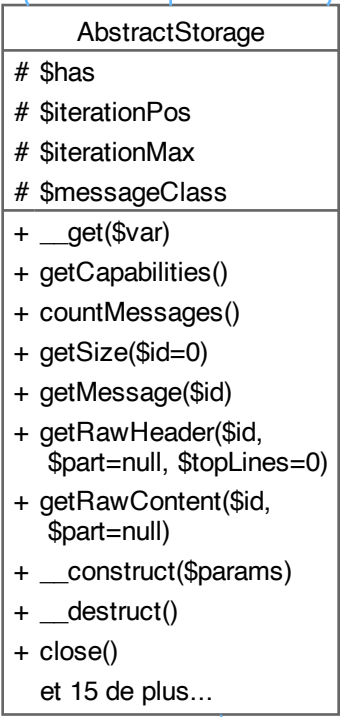 AbstractStorage
# $has
# $iterationPos
# $iterationMax
# $messageClass
+ __get($var)
+ getCapabilities()
+ countMessages()
+ getSize($id=0)
+ getMessage($id)
+ getRawHeader($id,
$part=null, $topLines=0)
+ getRawContent($id,
$part=null)
+ __construct($params)
+ __destruct()
+ close()
et 15 de plus...